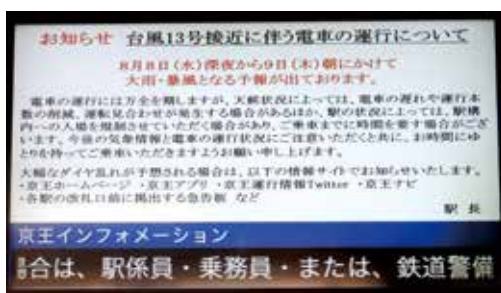 お知らせ 台風13号接近に伴う電車の運行について
8月8日(水)深夜から9日(木)朝にかけて
大雨・暴風となる予報が出ております。
電車の運行には万全を期しますが、天候状況によっては、電車の遅れや運行本
数の削減、運転見合わせが発生する場合があるほか、駅の状況によっては、駅構
内への入場を規制させていただく場合があり、ご乗車までに時間を要す場合がござ
います。今後の気象情報と電車の運行状況にご注意いただくと共に、お時間にゆ
とりを持ってご乗車いただきますようお願い申し上げます。
大幅なダイヤ乱れが予想される場合は、以下の情報サイトでお知らせいたします。
・京王ホームページ ・京王アプリ ・京王運行情報Twitter ・京王ナビ
・各駅の改札口前に掲出する急告板 など
駅 長
京王インフォメーション
合は、駅係員・乗務員・または、鉄道警備